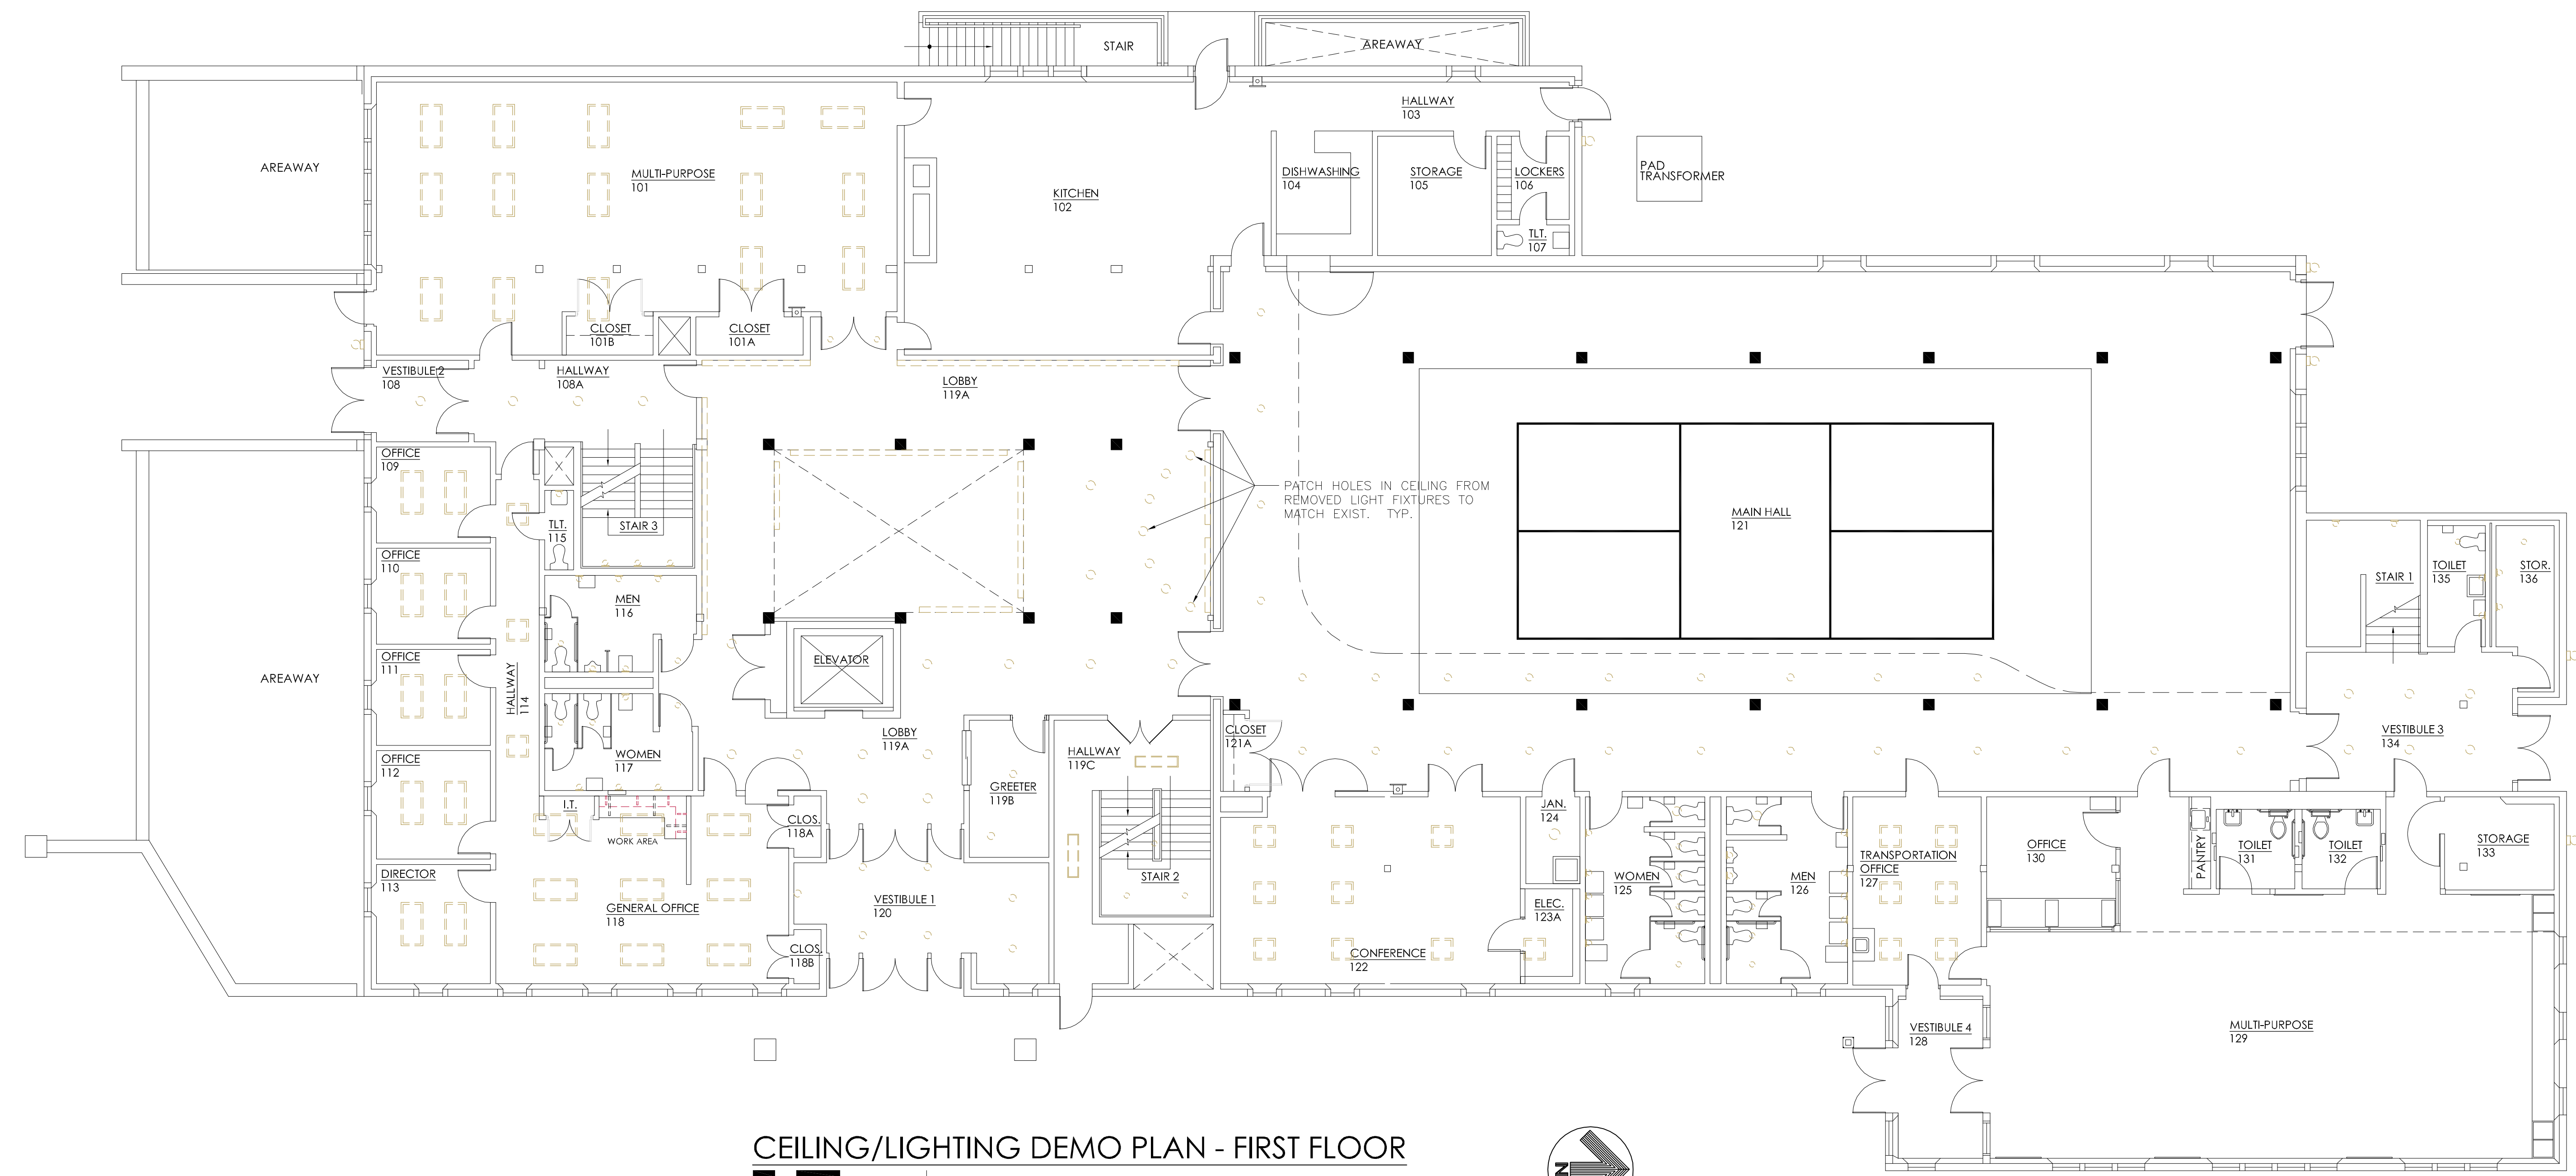 STAIR
AREAWAY
HALLWAY
103
AREAWAY
MULTI-PURPOSE
101
KITCHEN
102
DISHWASHING
104
STORAGE
105
LOCKERS
106
PAD
TRANSFORMER
TLT.
107
CLOSET
101B
CLOSET
101A
VESTIBULE 2
108
HALLWAY
108A
LOBBY
119A
OFFICE
109
PATCH HOLES IN CEILING FROM
REMOVED LIGHT FIXTURES TO
MATCH EXIST. TYP.
MAIN HALL
121
TLT.
115
STAIR 3
OFFICE
110
STAIR 1
TOILET
135
STOR.
136
MEN
116
OFFICE
111
ELEVATOR
AREAWAY
HALLWAY
114
LOBBY
119A
HALLWAY
119C
CLOSET
121A
VESTIBULE 3
134
WOMEN
117
OFFICE
112
GREETER
119B
I.T.
WORK AREA
CLOS.
118A
JAN.
124
STAIR 2
WOMEN
125
MEN
126
TRANSPORTATION
OFFICE
127
OFFICE
130
PANTRY
TOILET
131
TOILET
132
STORAGE
133
DIRECTOR
113
GENERAL OFFICE
118
VESTIBULE 1
120
ELEC.
123A
CLOS.
118B
CONFERENCE
122
VESTIBULE 4
128
MULTI-PURPOSE
129
CEILING/LIGHTING DEMO PLAN - FIRST FLOOR
N